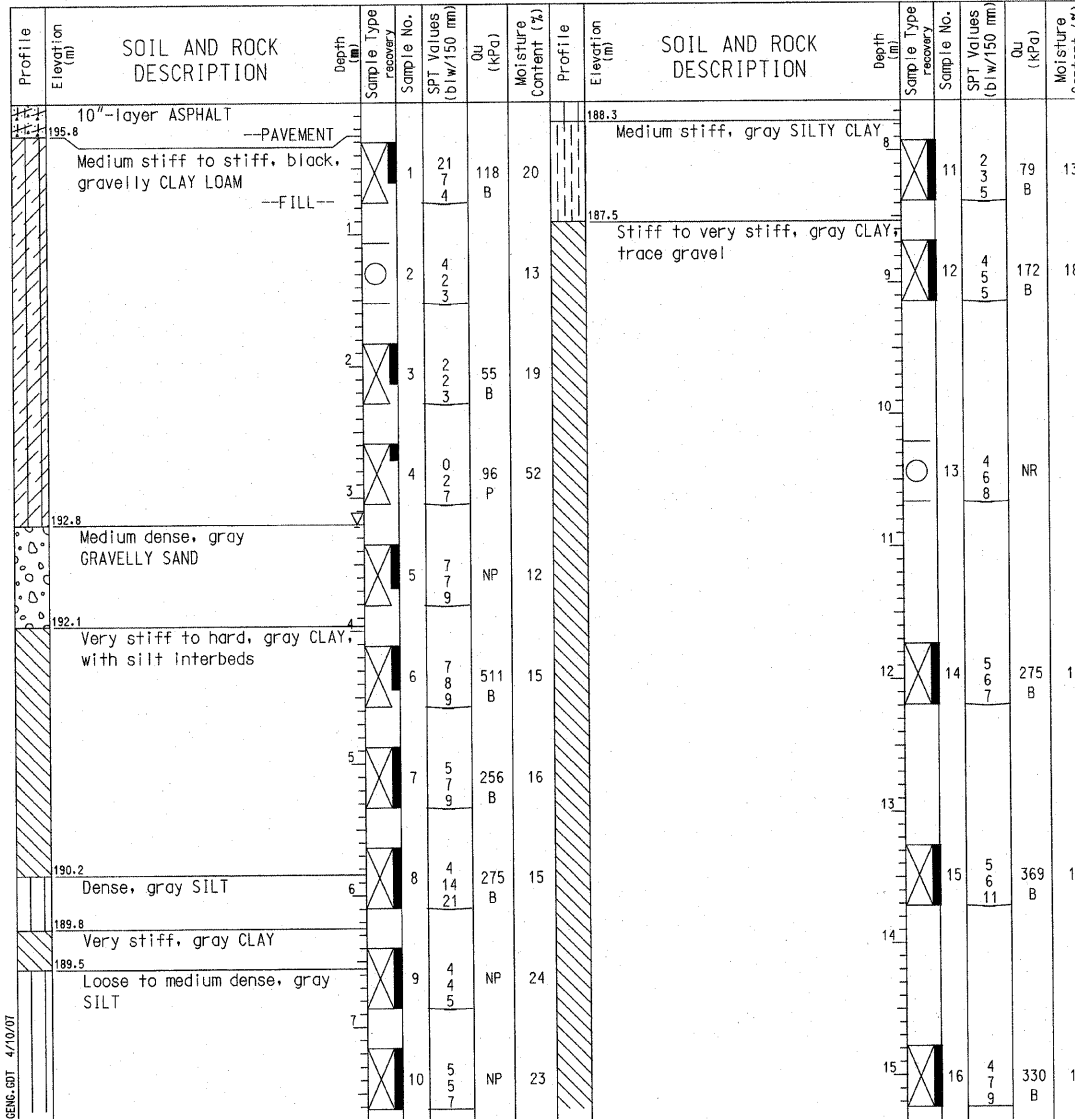 Profile
Elevation (m)
SOIL AND ROCK DESCRIPTION
Depth (m)
Sample Type recovery
Sample No.
SPT Values (blw/150 mm)
Qu (kPa)
Moisture Content (%)
10"-layer ASPHALT
195.8 --PAVEMENT
Medium stiff to stiff, black,
gravelly CLAY LOAM
--FILL--
1 21 7 4 118 B 20
1
2 4 2 3 13
2
3 2 2 3 55 B 19
4 0 2 7 96 P 52
3
192.8
Medium dense, gray
GRAVELLY SAND
5 7 7 9 NP 12
192.1 4
Very stiff to hard, gray CLAY,
with silt interbeds
6 7 8 9 511 B 15
5
7 5 7 9 256 B 16
190.2
Dense, gray SILT
6
8 4 14 21 275 B 15
189.8
Very stiff, gray CLAY
189.5
Loose to medium dense, gray
SILT
9 4 4 5 NP 24
7
10 5 5 7 NP 23
GENG.GDT 4/10/07
Profile
Elevation (m)
SOIL AND ROCK DESCRIPTION
Depth (m)
Sample Type recovery
Sample No.
SPT Values (blw/150 mm)
Qu (kPa)
Moisture
188.3
Medium stiff, gray SILTY CLAY
8
11 2 3 5 79 B 13
187.5
Stiff to very stiff, gray CLAY,
trace gravel
9
12 4 5 5 172 B 18
10
13 4 6 8 NR
11
12
14 5 6 7 275 B 1
13
15 5 6 11 369 B 1
14
15
16 4 7 9 330 B 1